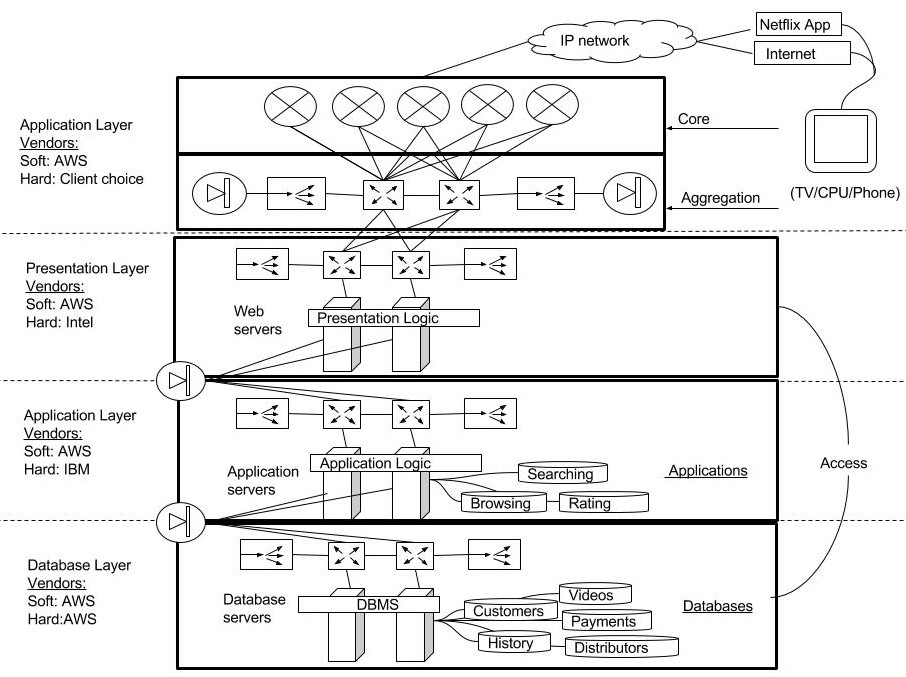 Netflix App
IP network
Internet
Application Layer
Vendors:
Soft: AWS
Hard: Client choice
Core
Aggregation
(TV/CPU/Phone)
Presentation Layer
Vendors:
Soft: AWS
Hard: Intel
Web
servers
Presentation Logic
Application Layer
Vendors:
Soft: AWS
Hard: IBM
Application
servers
Application Logic
Searching
Browsing
Rating
Applications
Access
Database Layer
Vendors:
Soft: AWS
Hard:AWS
Database
servers
DBMS
Videos
Customers
Payments
History
Distributors
Databases